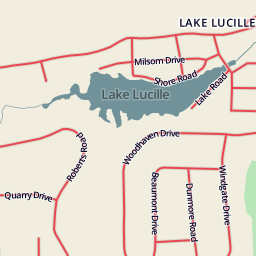 LAKE LUCILLE
Milsom Drive
Shore Road
Lake Lucille
Lake Road
Woodhaven Drive
Roberts Road
Windgate Drive
Quarry Drive
Beaumont Drive
Dunmore Road